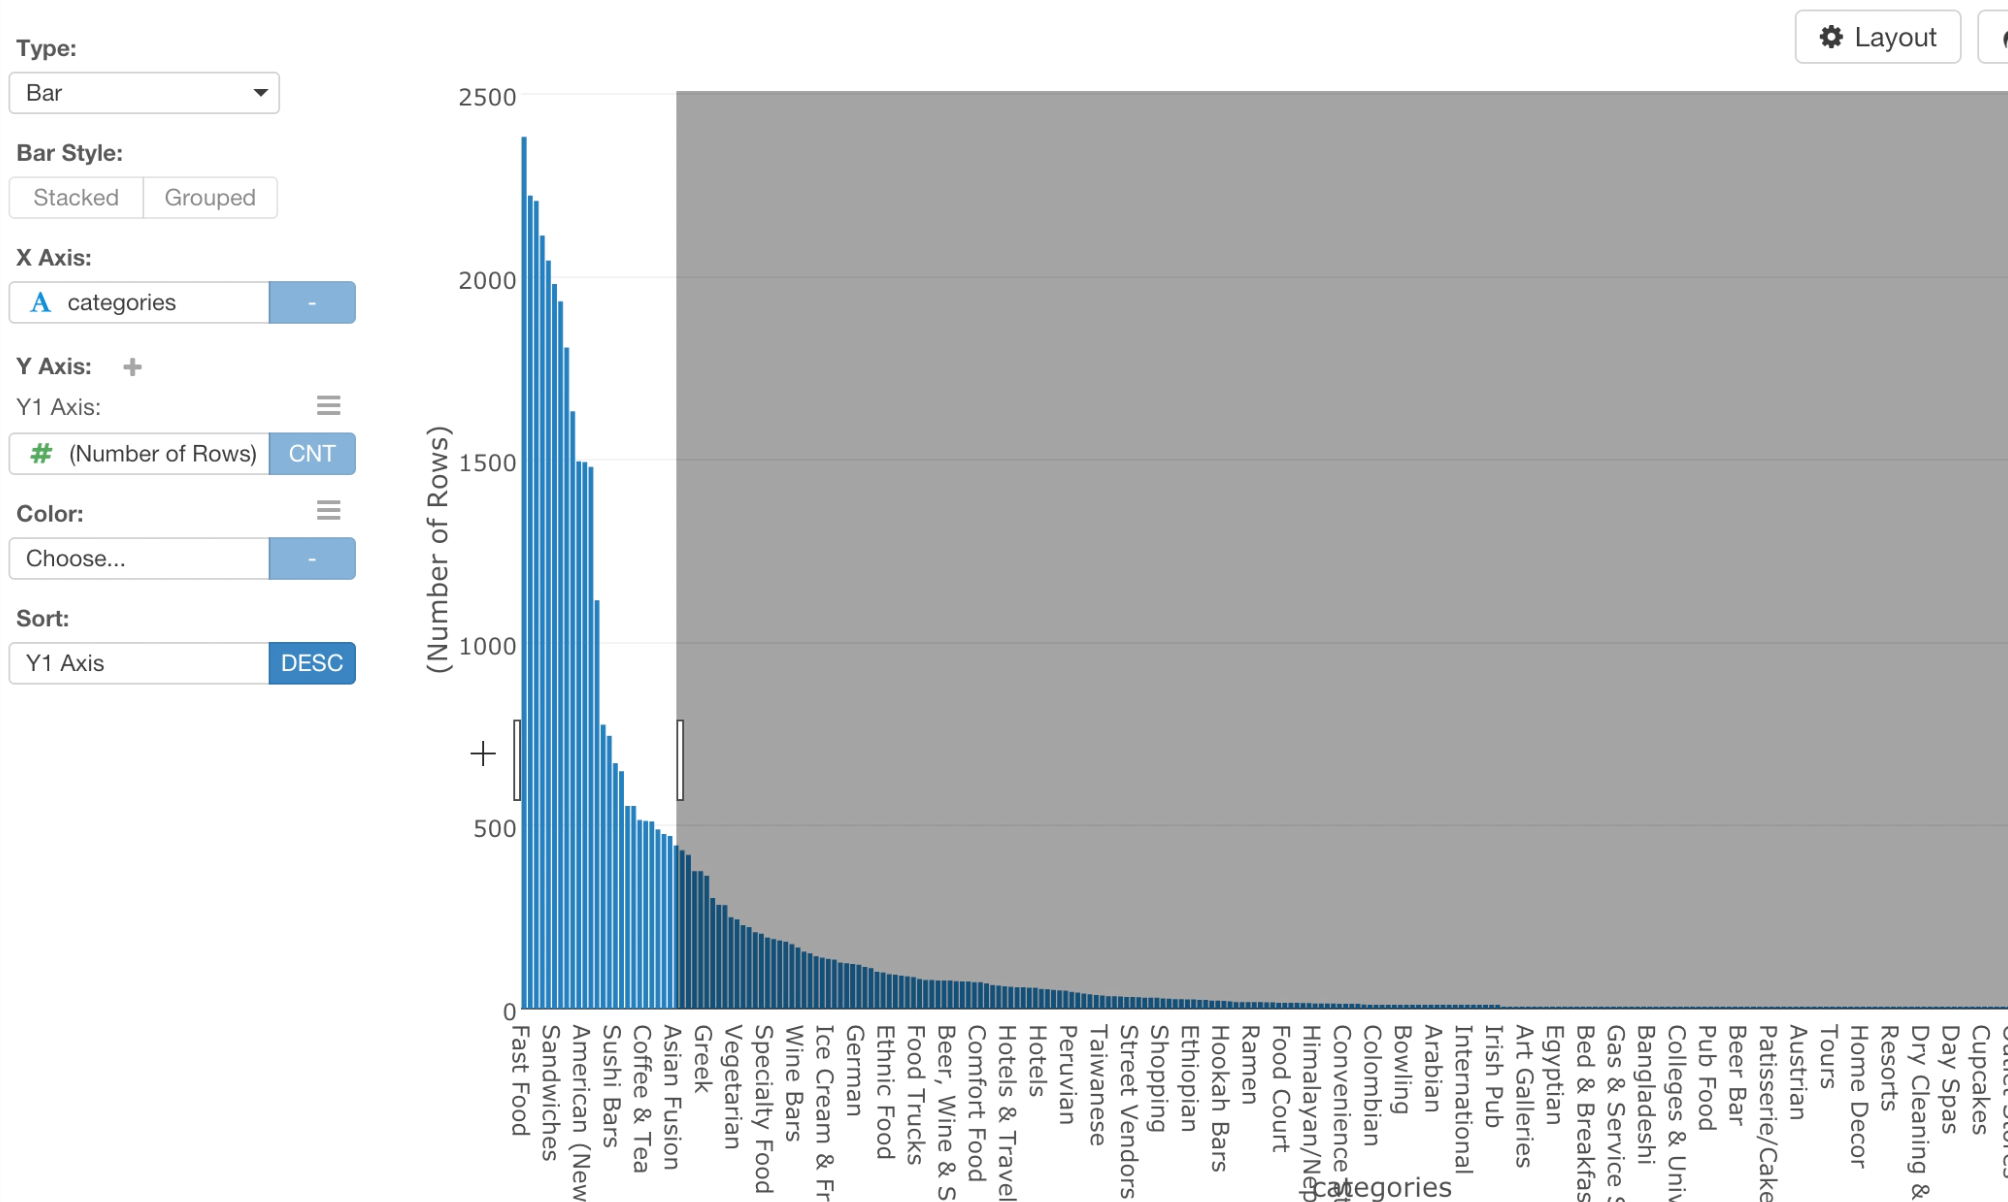 Type:
Bar
Bar Style:
Stacked Grouped
X Axis:
A categories -
Y Axis: +
Y1 Axis:
# (Number of Rows) CNT
Color:
Choose... -
Sort:
Y1 Axis DESC
Layout
(Number of Rows)
2500
2000
1500
1000
500
0
Fast Food
Sandwiches
American (New
Sushi Bars
Coffee & Tea
Asian Fusion
Greek
Vegetarian
Specialty Food
Wine Bars
Ice Cream & Fr
German
Ethnic Food
Food Trucks
Beer, Wine & S
Comfort Food
Hotels & Travel
Hotels
Peruvian
Taiwanese
Street Vendors
Shopping
Ethiopian
Hookah Bars
Ramen
Food Court
Himalayan/Nep
Convenience
Colombian
Bowling
Arabian
International
Irish Pub
Art Galleries
Egyptian
Bed & Breakfas
Gas & Service S
Bangladeshi
Colleges & Univ
Pub Food
Beer Bar
Patisserie/Cake
Austrian
Tours
Home Decor
Resorts
Dry Cleaning &
Day Spas
Cupcakes
categories